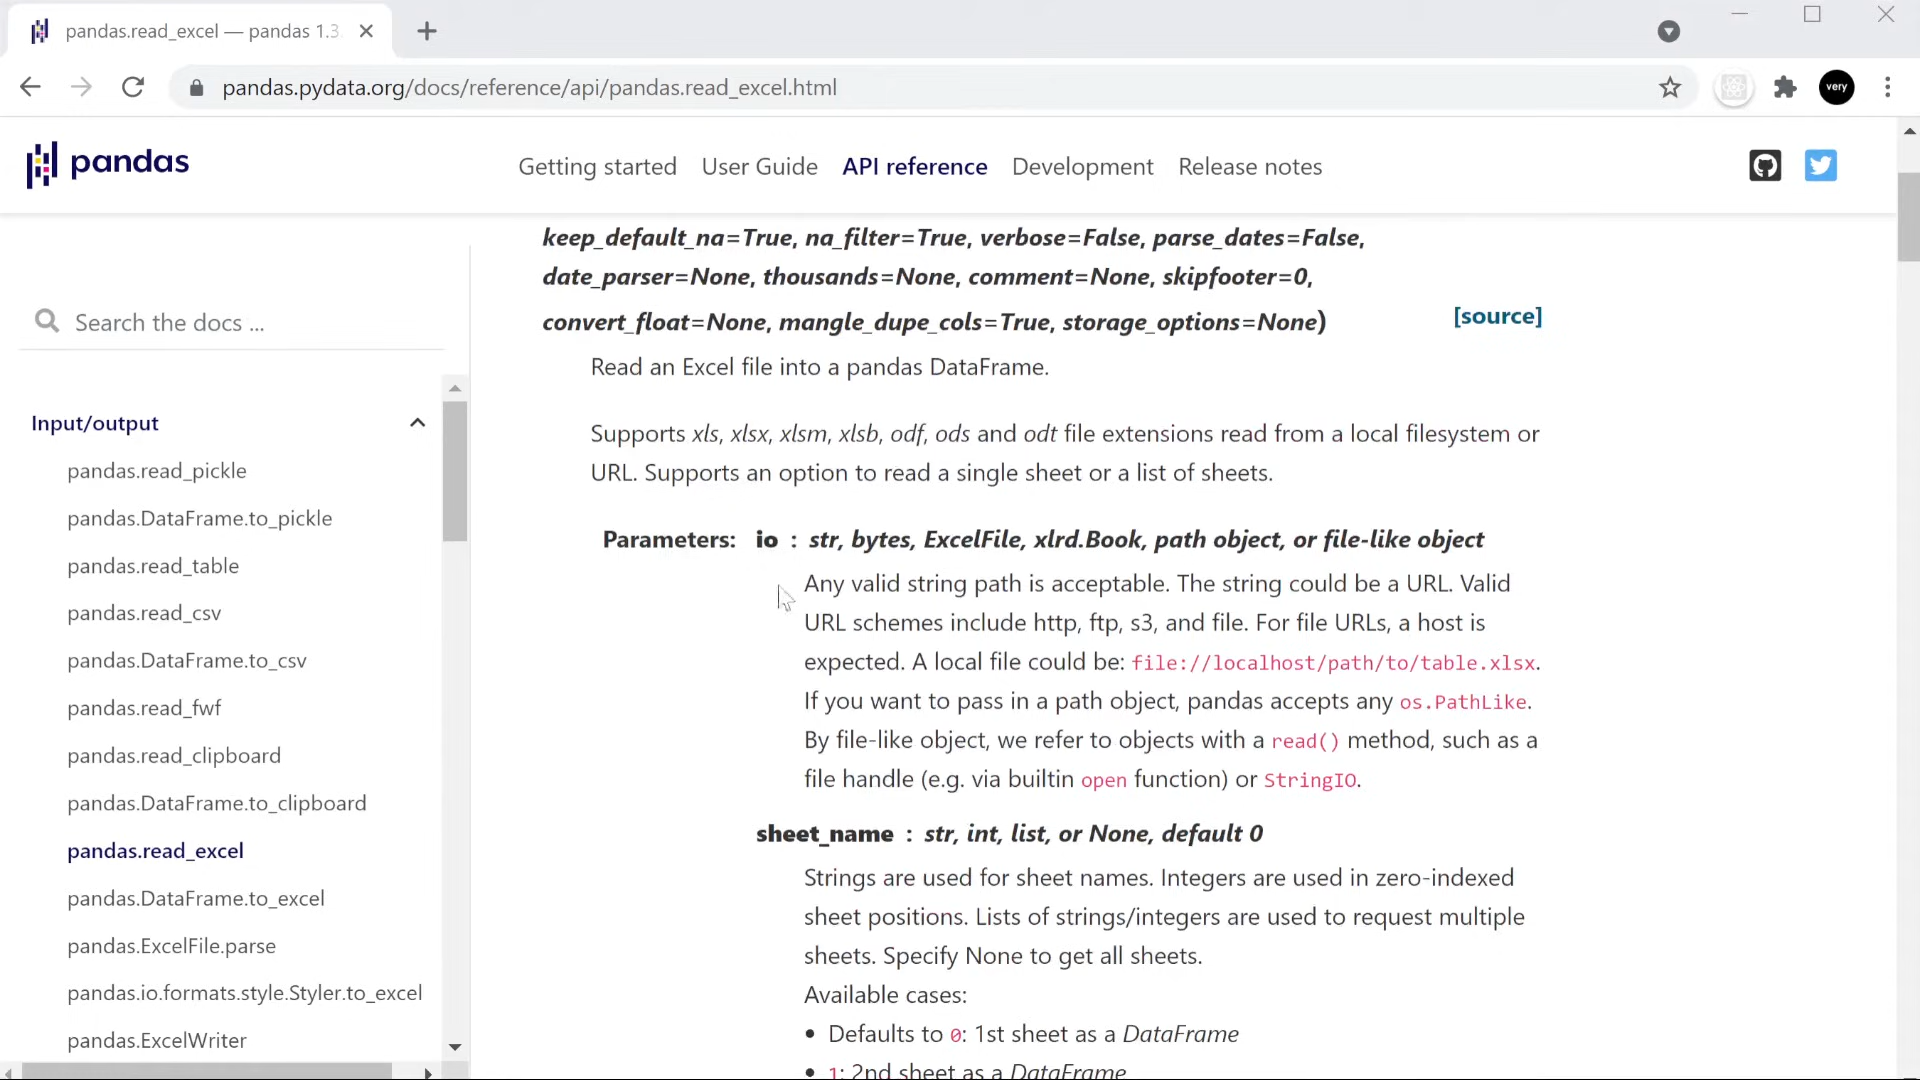 pandas.read_excel — pandas 1.3
pandas.pydata.org/docs/reference/api/pandas.read_excel.html
very
pandas
Getting started User Guide API reference Development Release notes
Search the docs ...
Input/output
pandas.read_pickle
pandas.DataFrame.to_pickle
pandas.read_table
pandas.read_csv
pandas.DataFrame.to_csv
pandas.read_fwf
pandas.read_clipboard
pandas.DataFrame.to_clipboard
pandas.read_excel
pandas.DataFrame.to_excel
pandas.ExcelFile.parse
pandas.io.formats.style.Styler.to_excel
pandas.ExcelWriter
keep_default_na=True, na_filter=True, verbose=False, parse_dates=False,
date_parser=None, thousands=None, comment=None, skipfooter=0,
convert_float=None, mangle_dupe_cols=True, storage_options=None) [source]
Read an Excel file into a pandas DataFrame.
Supports xls, xlsx, xlsm, xlsb, odf, ods and odt file extensions read from a local filesystem or
URL. Supports an option to read a single sheet or a list of sheets.
Parameters: io : str, bytes, ExcelFile, xlrd.Book, path object, or file-like object
Any valid string path is acceptable. The string could be a URL. Valid
URL schemes include http, ftp, s3, and file. For file URLs, a host is
expected. A local file could be: file://localhost/path/to/table.xlsx.
If you want to pass in a path object, pandas accepts any os.PathLike.
By file-like object, we refer to objects with a read() method, such as a
file handle (e.g. via builtin open function) or StringIO.
sheet_name : str, int, list, or None, default 0
Strings are used for sheet names. Integers are used in zero-indexed
sheet positions. Lists of strings/integers are used to request multiple
sheets. Specify None to get all sheets.
Available cases:
• Defaults to 0: 1st sheet as a DataFrame
• 1: 2nd sheet as a DataFrame